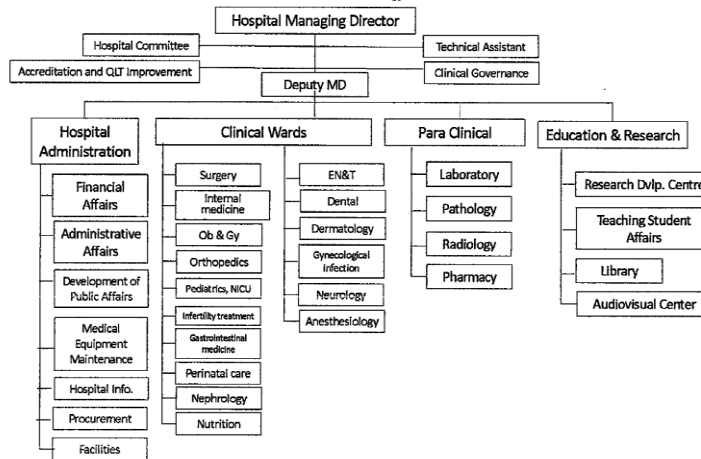 Hospital Managing Director
Hospital Committee
Technical Assistant
Accreditation and QLT Improvement
Clinical Governance
Deputy MD
Hospital
Administration
Clinical Wards
Para Clinical
Education & Research
Financial
Affairs
Administrative
Affairs
Development of
Public Affairs
Medical
Equipment
Maintenance
Hospital Info.
Procurement
Facilities
Surgery
Internal
medicine
Ob & Gy
Orthopedics
Pediatrics, NICU
Infertility treatment
Gastrointestinal
medicine
Perinatal care
Nephrology
Nutrition
EN&T
Dental
Dermatology
Gynecological
infection
Neurology
Anesthesiology
Laboratory
Pathology
Radiology
Pharmacy
Research Dvlp. Centre
Teaching Student
Affairs
Library
Audiovisual Center